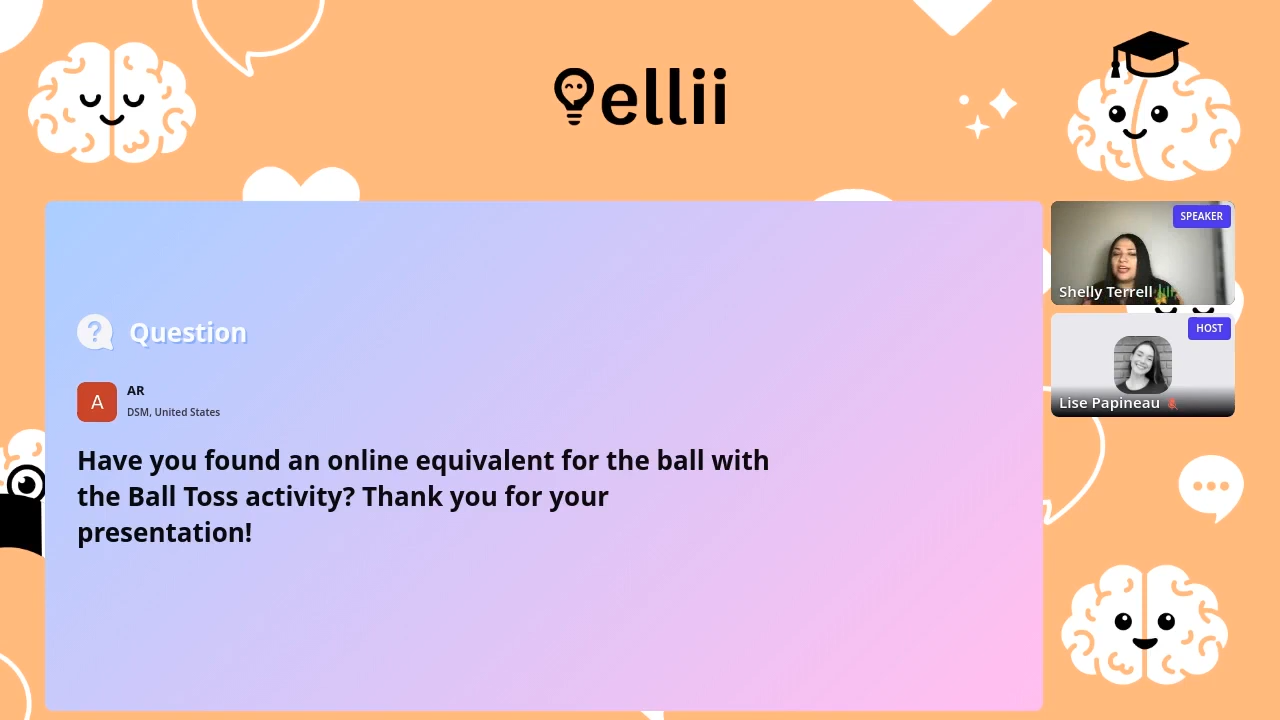 ellii
SPEAKER
Shelly Terrell
HOST
Lise Papineau
Question
A
AR
DSM, United States
Have you found an online equivalent for the ball with
the Ball Toss activity? Thank you for your
presentation!